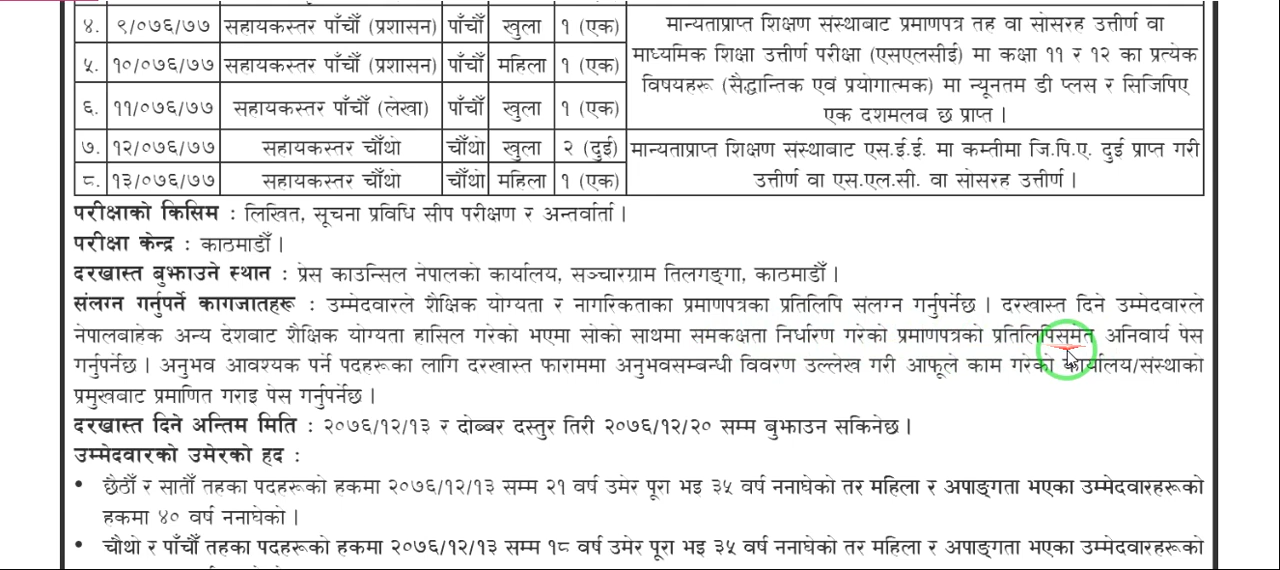 ४. ९/०७६/७७ सहायकस्तर पाँचौँ (प्रशासन) पाँचौँ खुला १ (एक) मान्यताप्राप्त शिक्षण संस्थाबाट प्रमाणपत्र तह वा सोसरह उत्तीर्ण वा
५. १०/०७६/७७ सहायकस्तर पाँचौँ (प्रशासन) पाँचौँ महिला १ (एक) माध्यमिक शिक्षा उत्तीर्ण परीक्षा (एसएलसीई) मा कक्षा ११ र १२ का प्रत्येक
विषयहरू (सैद्धान्तिक एवं प्रयोगात्मक) मा न्यूनतम डी प्लस र सिजिपिए
६. ११/०७६/७७ सहायकस्तर पाँचौँ (लेखा) पाँचौँ खुला १ (एक) एक दशमलब छ प्राप्त ।
७. १२/०७६/७७ सहायकस्तर चौँथो चौँथो खुला २ (दुई) मान्यताप्राप्त शिक्षण संस्थाबाट एस.ई.ई. मा कम्तीमा जि.पि.ए. दुई प्राप्त गरी
८. १३/०७६/७७ सहायकस्तर चौँथो चौँथो महिला १ (एक) उत्तीर्ण वा एस.एल.सी. वा सोसरह उत्तीर्ण ।
परीक्षाको किसिम : लिखित, सूचना प्रविधि सीप परीक्षण र अन्तर्वार्ता ।
परीक्षा केन्द्र : काठमाडौँ ।
दरखास्त बुझाउने स्थान : प्रेस काउन्सिल नेपालको कार्यालय, सञ्चारग्राम तिलगङ्गा, काठमाडौँ ।
संलग्न गर्नुपर्ने कागजातहरू : उम्मेदवारले शैक्षिक योग्यता र नागरिकताका प्रमाणपत्रका प्रतिलिपि संलग्न गर्नुपर्नेछ । दरखास्त दिने उम्मेदवारले
नेपालबाहेक अन्य देशबाट शैक्षिक योग्यता हासिल गरेको भएमा सोको साथमा समकक्षता निर्धारण गरेको प्रमाणपत्रको प्रतिलिपिसमेत अनिवार्य पेस
गर्नुपर्नेछ । अनुभव आवश्यक पर्ने पदहरूका लागि दरखास्त फाराममा अनुभवसम्बन्धी विवरण उल्लेख गरी आफूले काम गरेको कार्यालय/संस्थाको
प्रमुखबाट प्रमाणित गराइ पेस गर्नुपर्नेछ ।
दरखास्त दिने अन्तिम मिति : २०७६/१२/१३ र दोब्बर दस्तुर तिरी २०७६/१२/२० सम्म बुझाउन सकिनेछ ।
उम्मेदवारको उमेरको हद :
• छैठौँ र सातौँ तहका पदहरूको हकमा २०७६/१२/१३ सम्म २१ वर्ष उमेर पूरा भइ ३५ वर्ष ननाघेको तर महिला र अपाङ्गता भएका उम्मेदवारहरूको
हकमा ४० वर्ष ननाघेको ।
• चौथो र पाँचौँ तहका पदहरूको हकमा २०७६/१२/१३ सम्म १८ वर्ष उमेर पूरा भइ ३५ वर्ष ननाघेको तर महिला र अपाङ्गता भएका उम्मेदवारहरूको